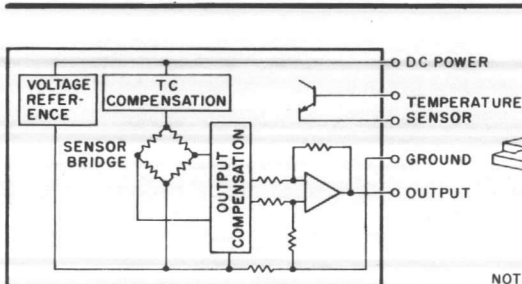 DC POWER
VOLTAGE
REFER-
ENCE
TC
COMPENSATION
TEMPERATURE
SENSOR
SENSOR
BRIDGE
OUTPUT
COMPENSATION
GROUND
OUTPUT
NOT